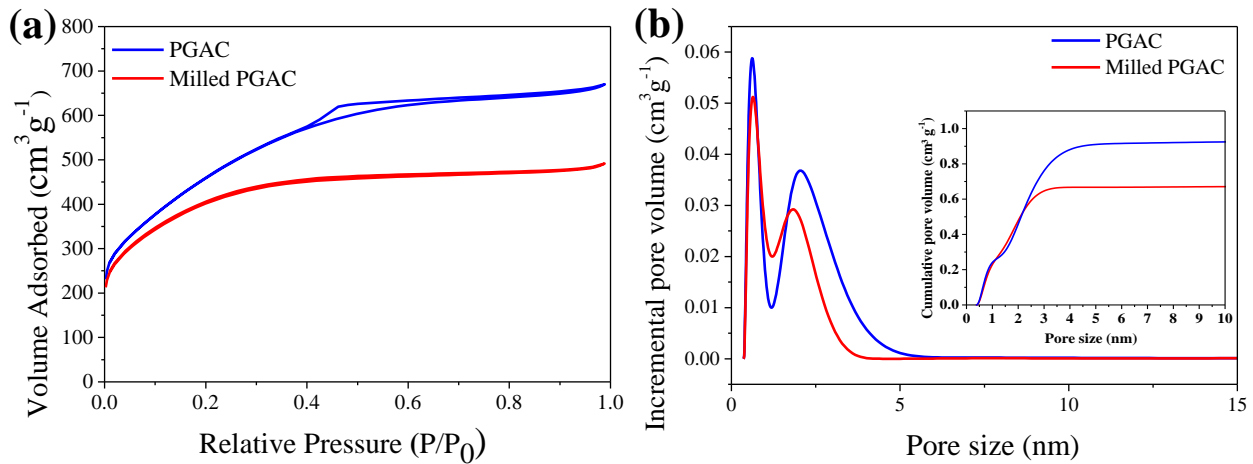 (a)
800
700
600
500
400
300
200
100
0
Volume Adsorbed (cm³ g⁻¹)
PGAC
Milled PGAC
0.0 0.2 0.4 0.6 0.8 1.0
Relative Pressure (P/P₀)
(b)
0.06
0.05
0.04
0.03
0.02
0.01
0.00
Incremental pore volume (cm³ g⁻¹)
PGAC
Milled PGAC
0 5 10 15
Pore size (nm)
1.0
0.8
0.6
0.4
0.2
0.0
Cumulative pore volume (cm³ g⁻¹)
0 1 2 3 4 5 6 7 8 9 10
Pore size (nm)